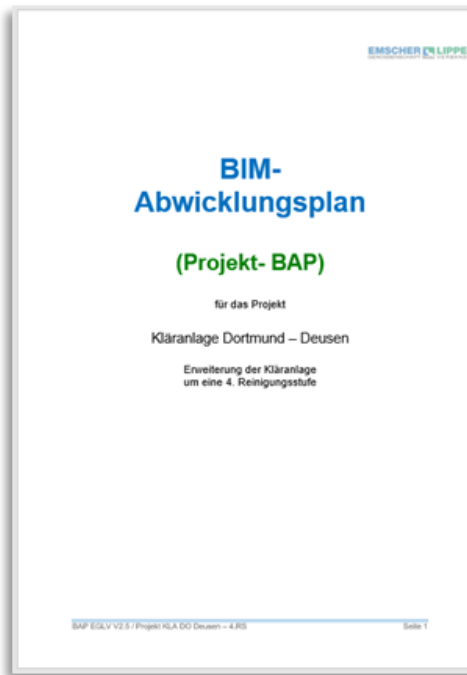 EMSCHER LIPPE
GENOSSENSCHAFT VERBAND
BIM-
Abwicklungsplan
(Projekt- BAP)
für das Projekt
Kläranlage Dortmund – Deusen
Erweiterung der Kläranlage
um eine 4. Reinigungsstufe
BAP EGLV V2.5 / Projekt KLA DO Deusen – 4.RS Seite 1